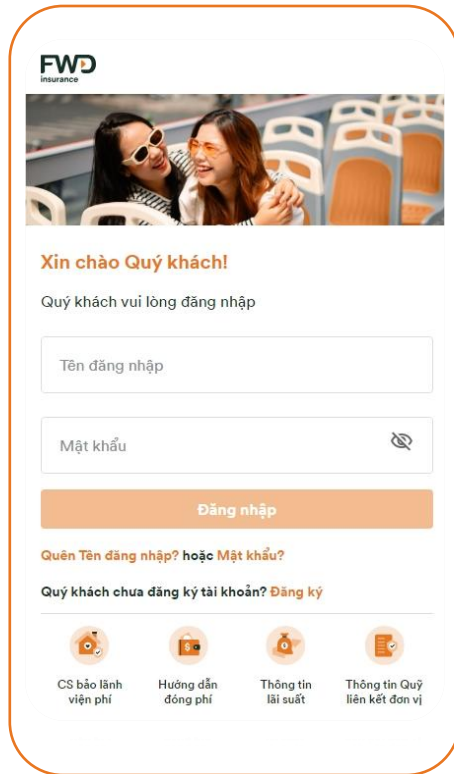 FWD
insurance
Xin chào Quý khách!
Quý khách vui lòng đăng nhập
Tên đăng nhập
Mật khẩu
Đăng nhập
Quên Tên đăng nhập? hoặc Mật khẩu?
Quý khách chưa đăng ký tài khoản? Đăng ký
CS bảo lãnh
viện phí
Hướng dẫn
đóng phí
Thông tin
lãi suất
Thông tin Quỹ
liên kết đơn vị